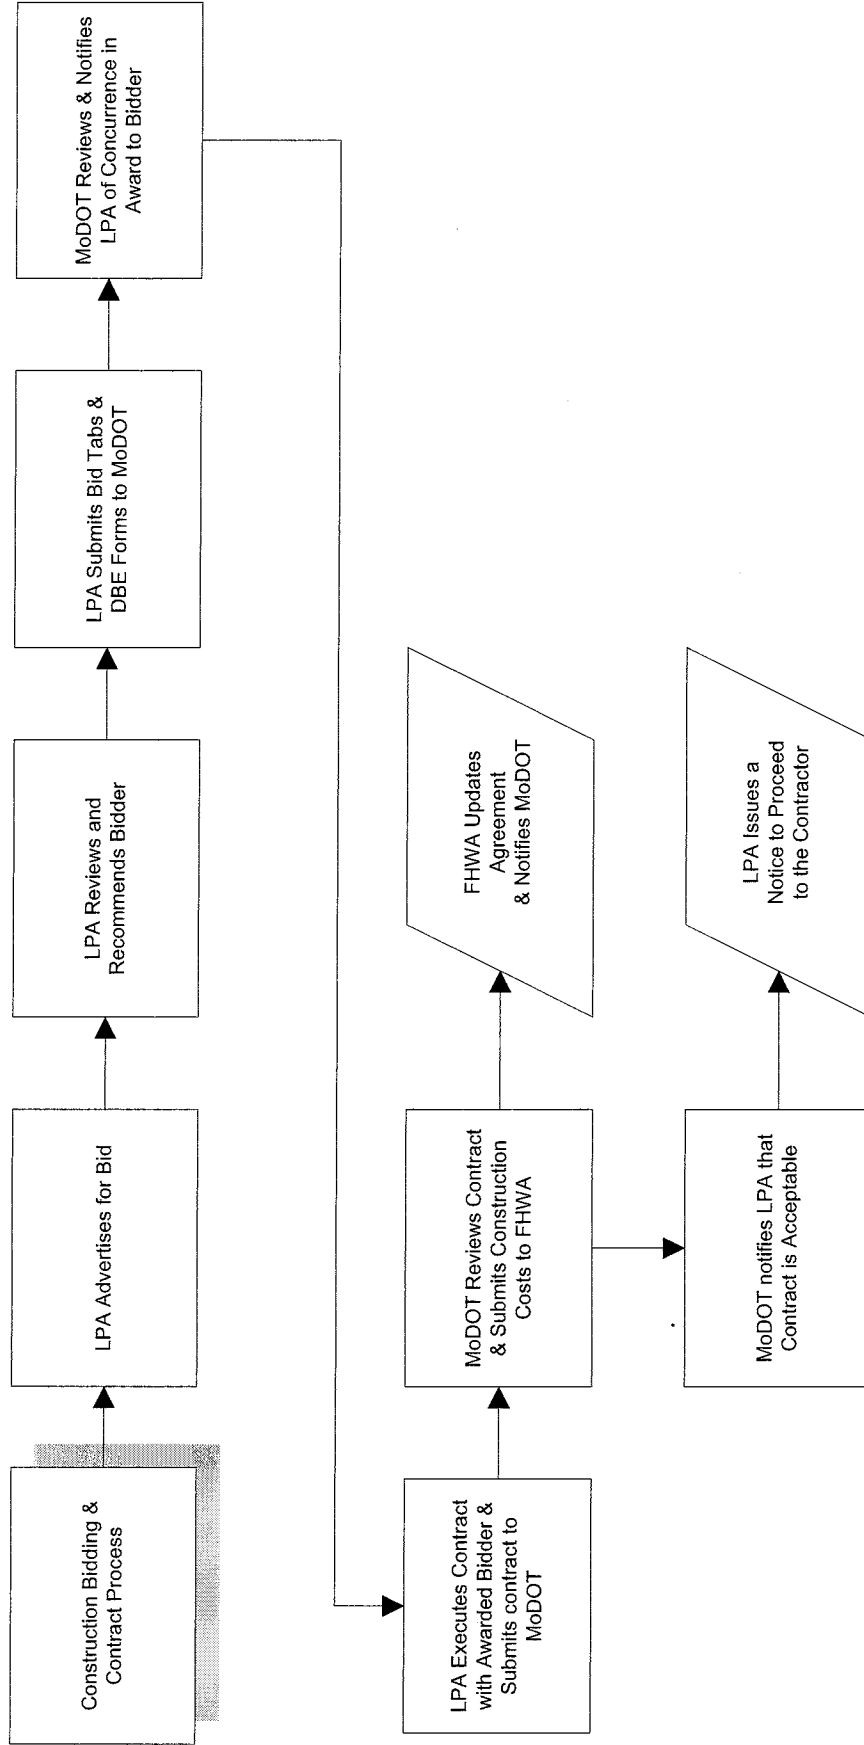 Construction Bidding &
Contract Process
LPA Advertises for Bid
LPA Reviews and
Recommends Bidder
LPA Submits Bid Tabs &
DBE Forms to MoDOT
MoDOT Reviews & Notifies
LPA of Concurrence in
Award to Bidder
LPA Executes Contract
with Awarded Bidder &
Submits contract to
MoDOT
MoDOT Reviews Contract
& Submits Construction
Costs to FHWA
FHWA Updates
Agreement
& Notifies MoDOT
MoDOT notifies LPA that
Contract is Acceptable
LPA Issues a
Notice to Proceed
to the Contractor